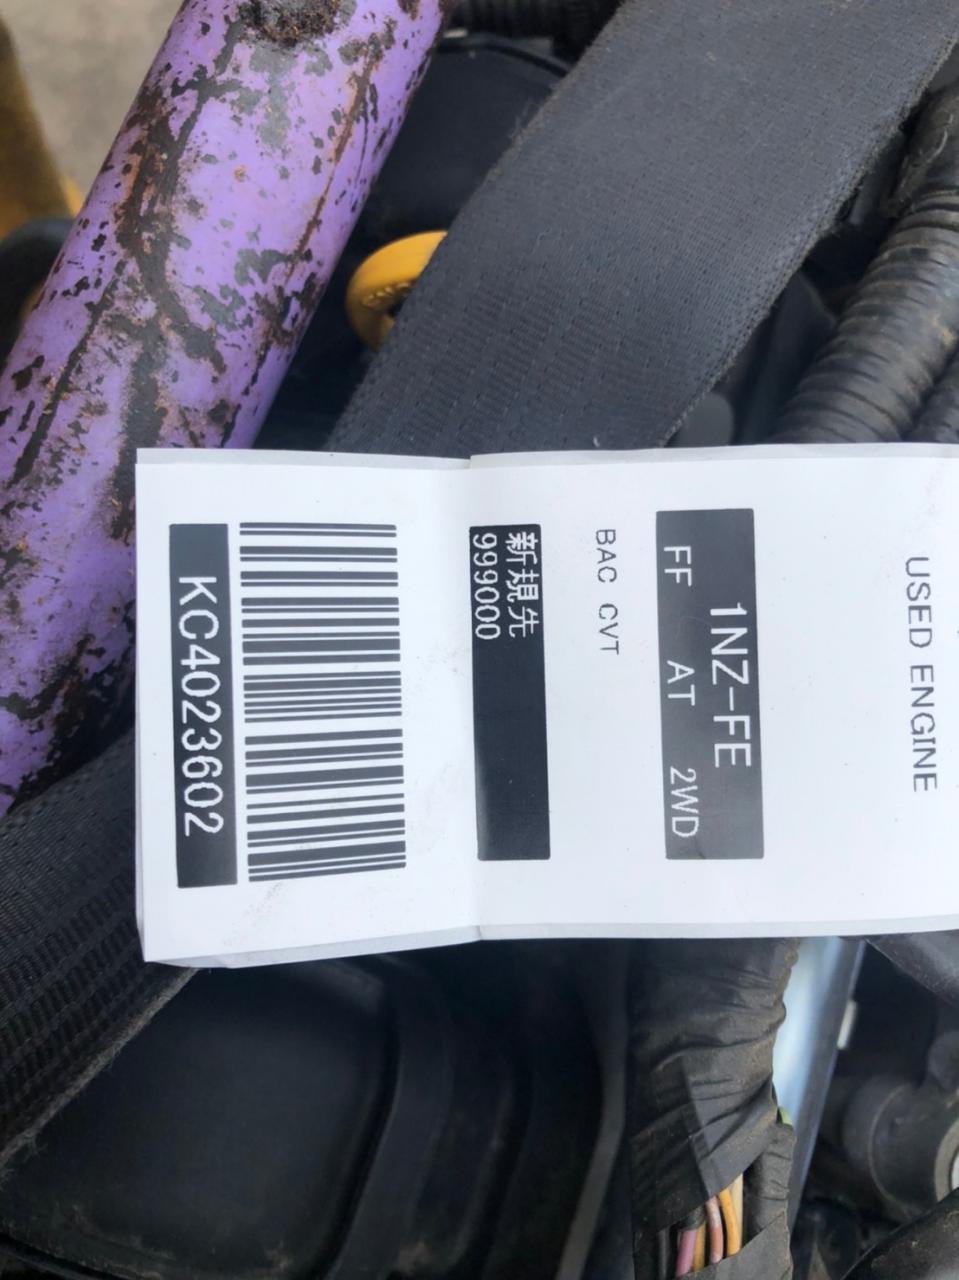 USED ENGINE
1NZ-FE
FF AT 2WD
BAC CVT
新規先
999000
KC4023602